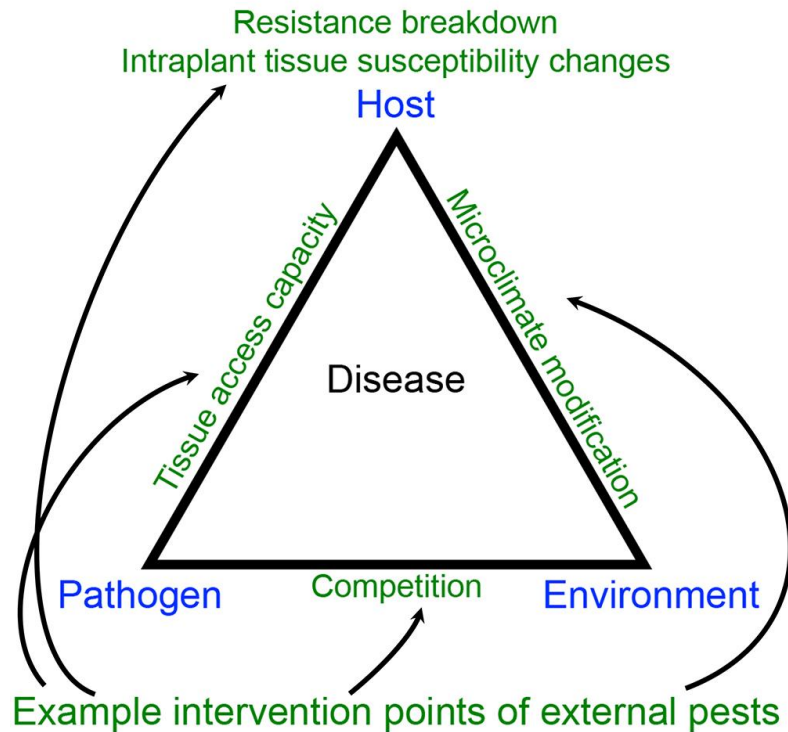 Resistance breakdown
Intraplant tissue susceptibility changes
Host
Tissue access capacity
Microclimate modification
Disease
Pathogen
Competition
Environment
Example intervention points of external pests